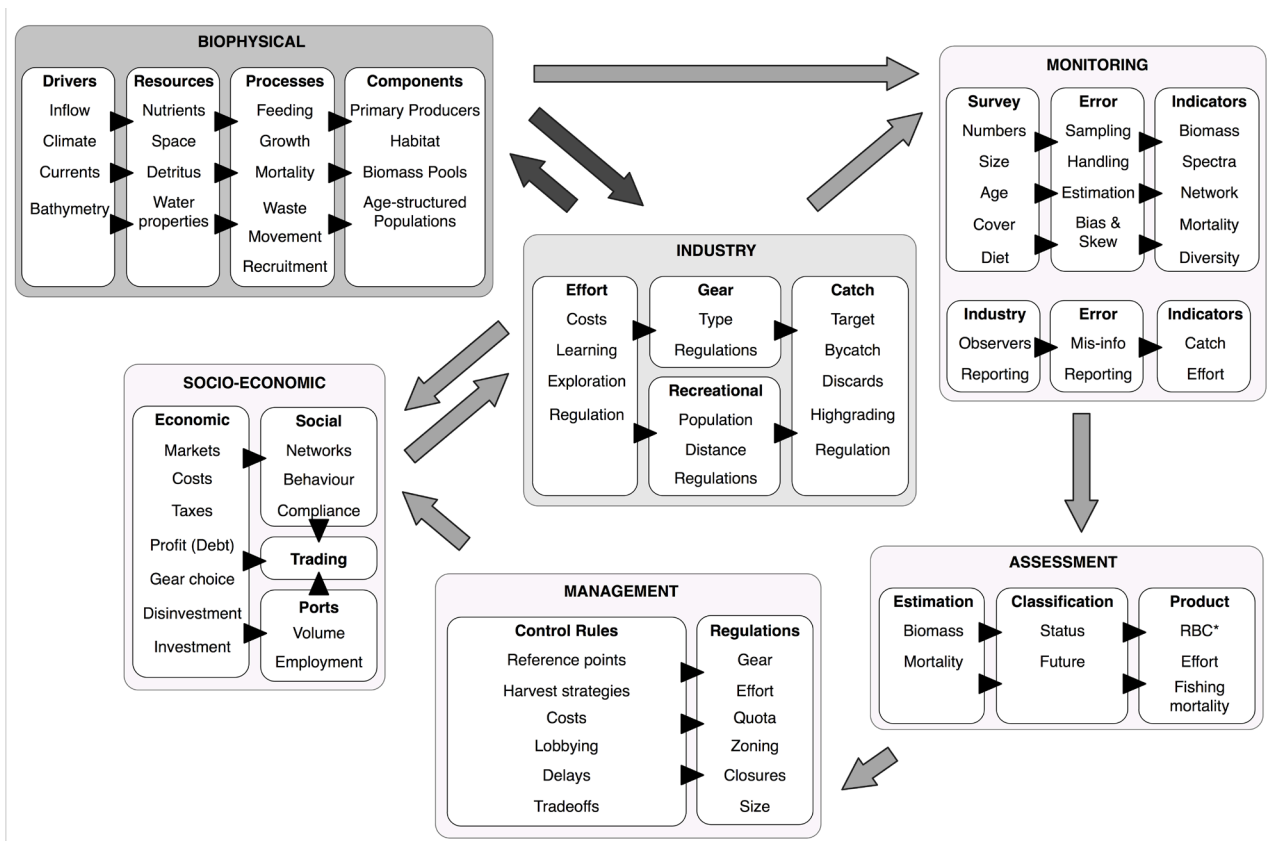 BIOPHYSICAL
Drivers
Inflow
Climate
Currents
Bathymetry
Resources
Nutrients
Space
Detritus
Water
properties
Processes
Feeding
Growth
Mortality
Waste
Movement
Recruitment
Components
Primary Producers
Habitat
Biomass Pools
Age-structured
Populations
MONITORING
Survey
Numbers
Size
Age
Cover
Diet
Error
Sampling
Handling
Estimation
Bias &
Skew
Indicators
Biomass
Spectra
Network
Mortality
Diversity
Industry
Observers
Reporting
Error
Mis-info
Reporting
Indicators
Catch
Effort
INDUSTRY
Effort
Costs
Learning
Exploration
Regulation
Gear
Type
Regulations
Recreational
Population
Distance
Regulations
Catch
Target
Bycatch
Discards
Highgrading
Regulation
SOCIO-ECONOMIC
Economic
Markets
Costs
Taxes
Profit (Debt)
Gear choice
Disinvestment
Investment
Social
Networks
Behaviour
Compliance
Trading
Ports
Volume
Employment
MANAGEMENT
Control Rules
Reference points
Harvest strategies
Costs
Lobbying
Delays
Tradeoffs
Regulations
Gear
Effort
Quota
Zoning
Closures
Size
ASSESSMENT
Estimation
Biomass
Mortality
Classification
Status
Future
Product
RBC*
Effort
Fishing
mortality